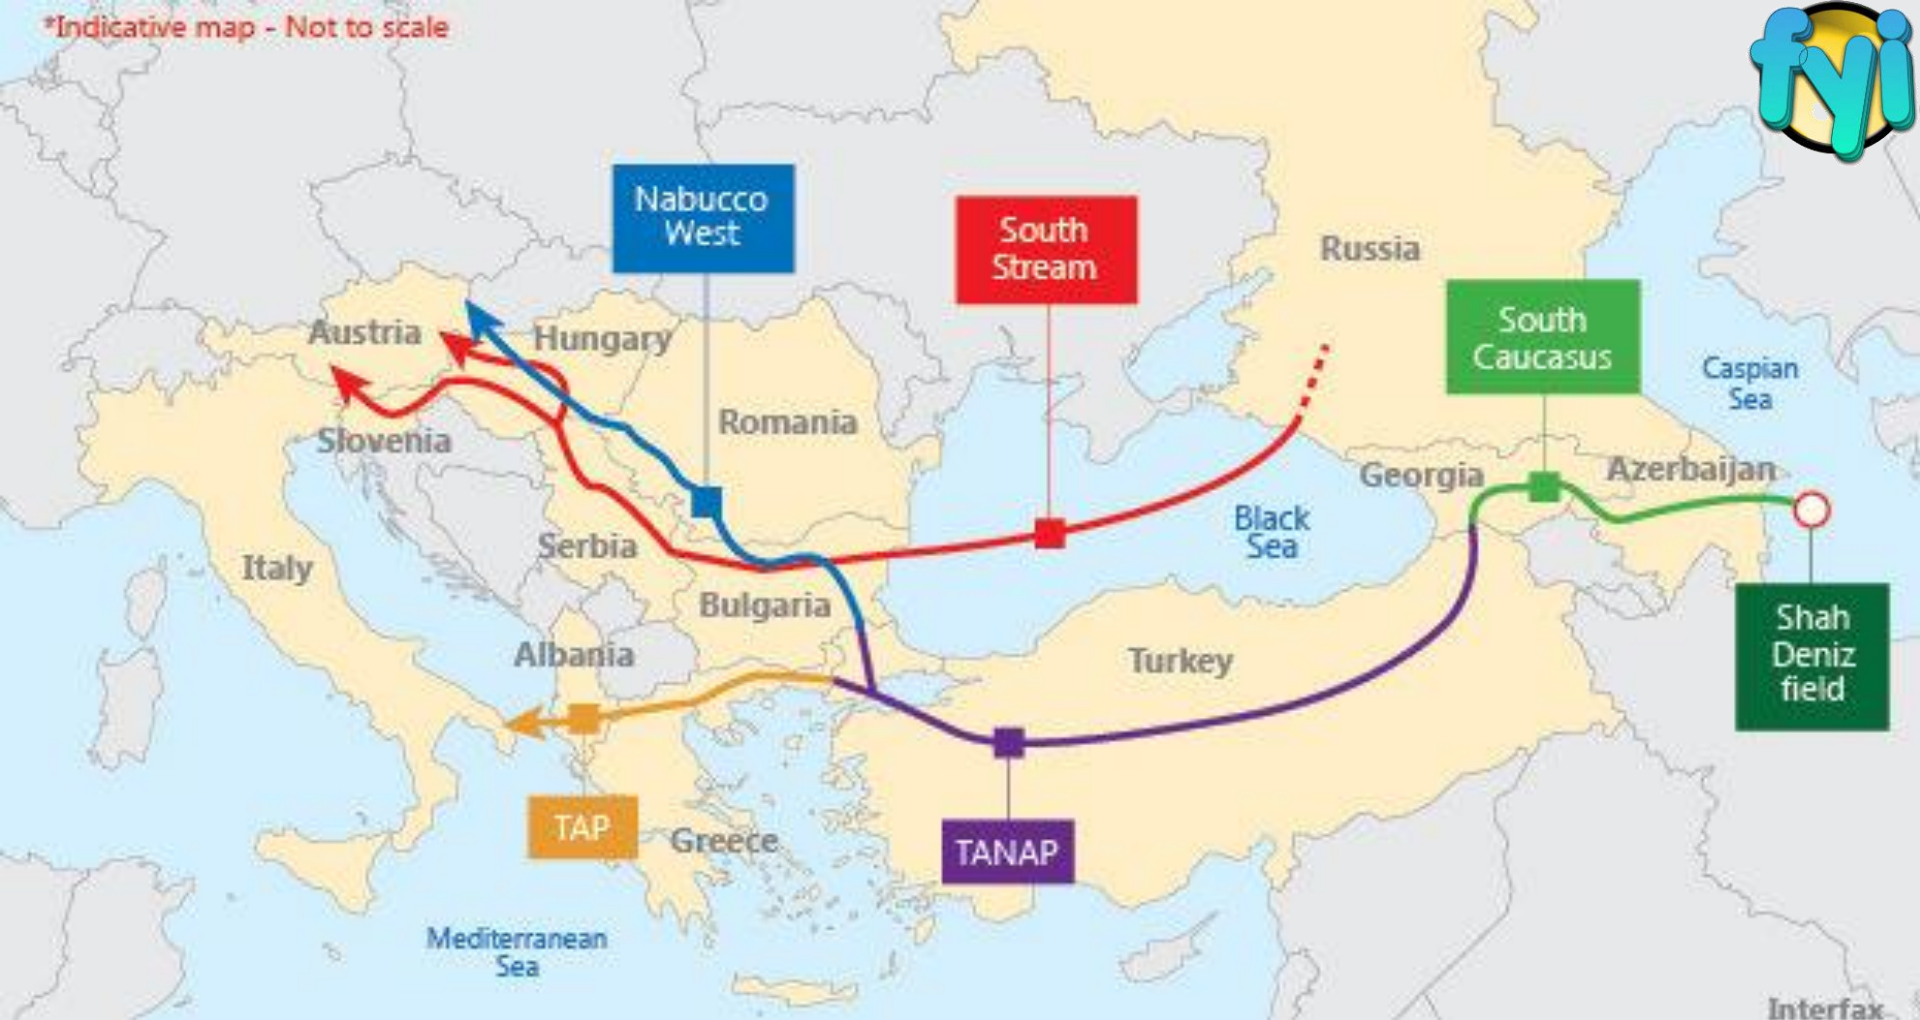 *Indicative map - Not to scale
fyi
Nabucco
West
South
Stream
Russia
South
Caucasus
Austria
Hungary
Caspian
Sea
Romania
Slovenia
Georgia
Azerbaijan
Black
Sea
Serbia
Italy
Bulgaria
Shah
Deniz
field
Albania
Turkey
TAP
Greece
TANAP
Mediterranean
Sea
Interfax